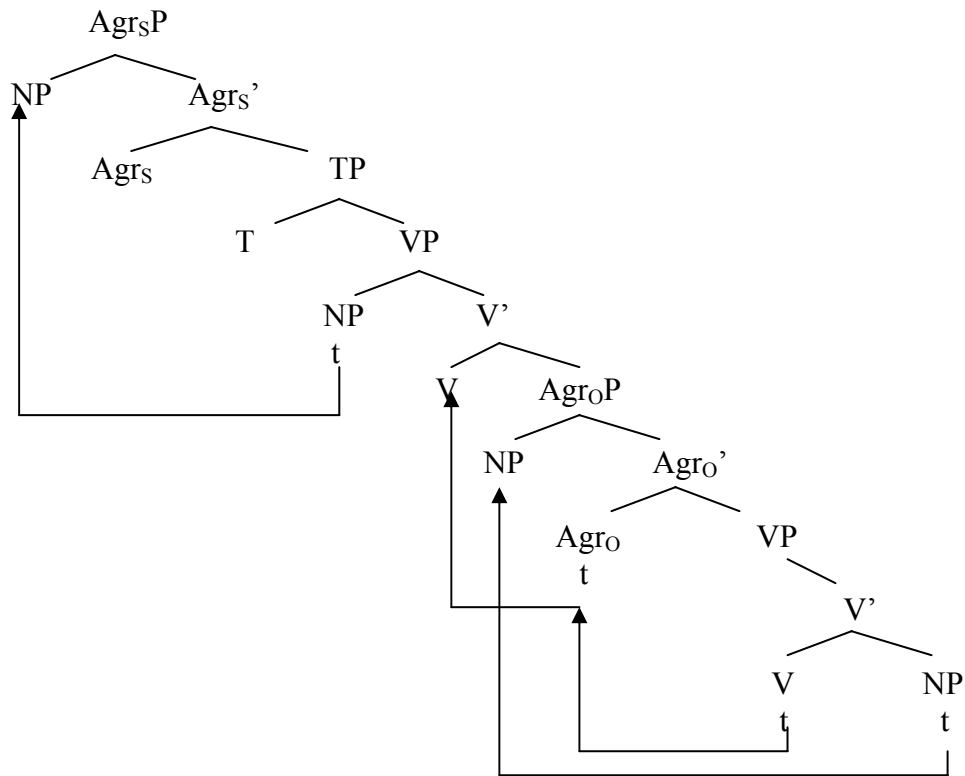 AgrSP
NP AgrS’
AgrS TP
T VP
NP V’
t
V AgrOP
NP AgrO’
AgrO VP
t
V’
V NP
t t